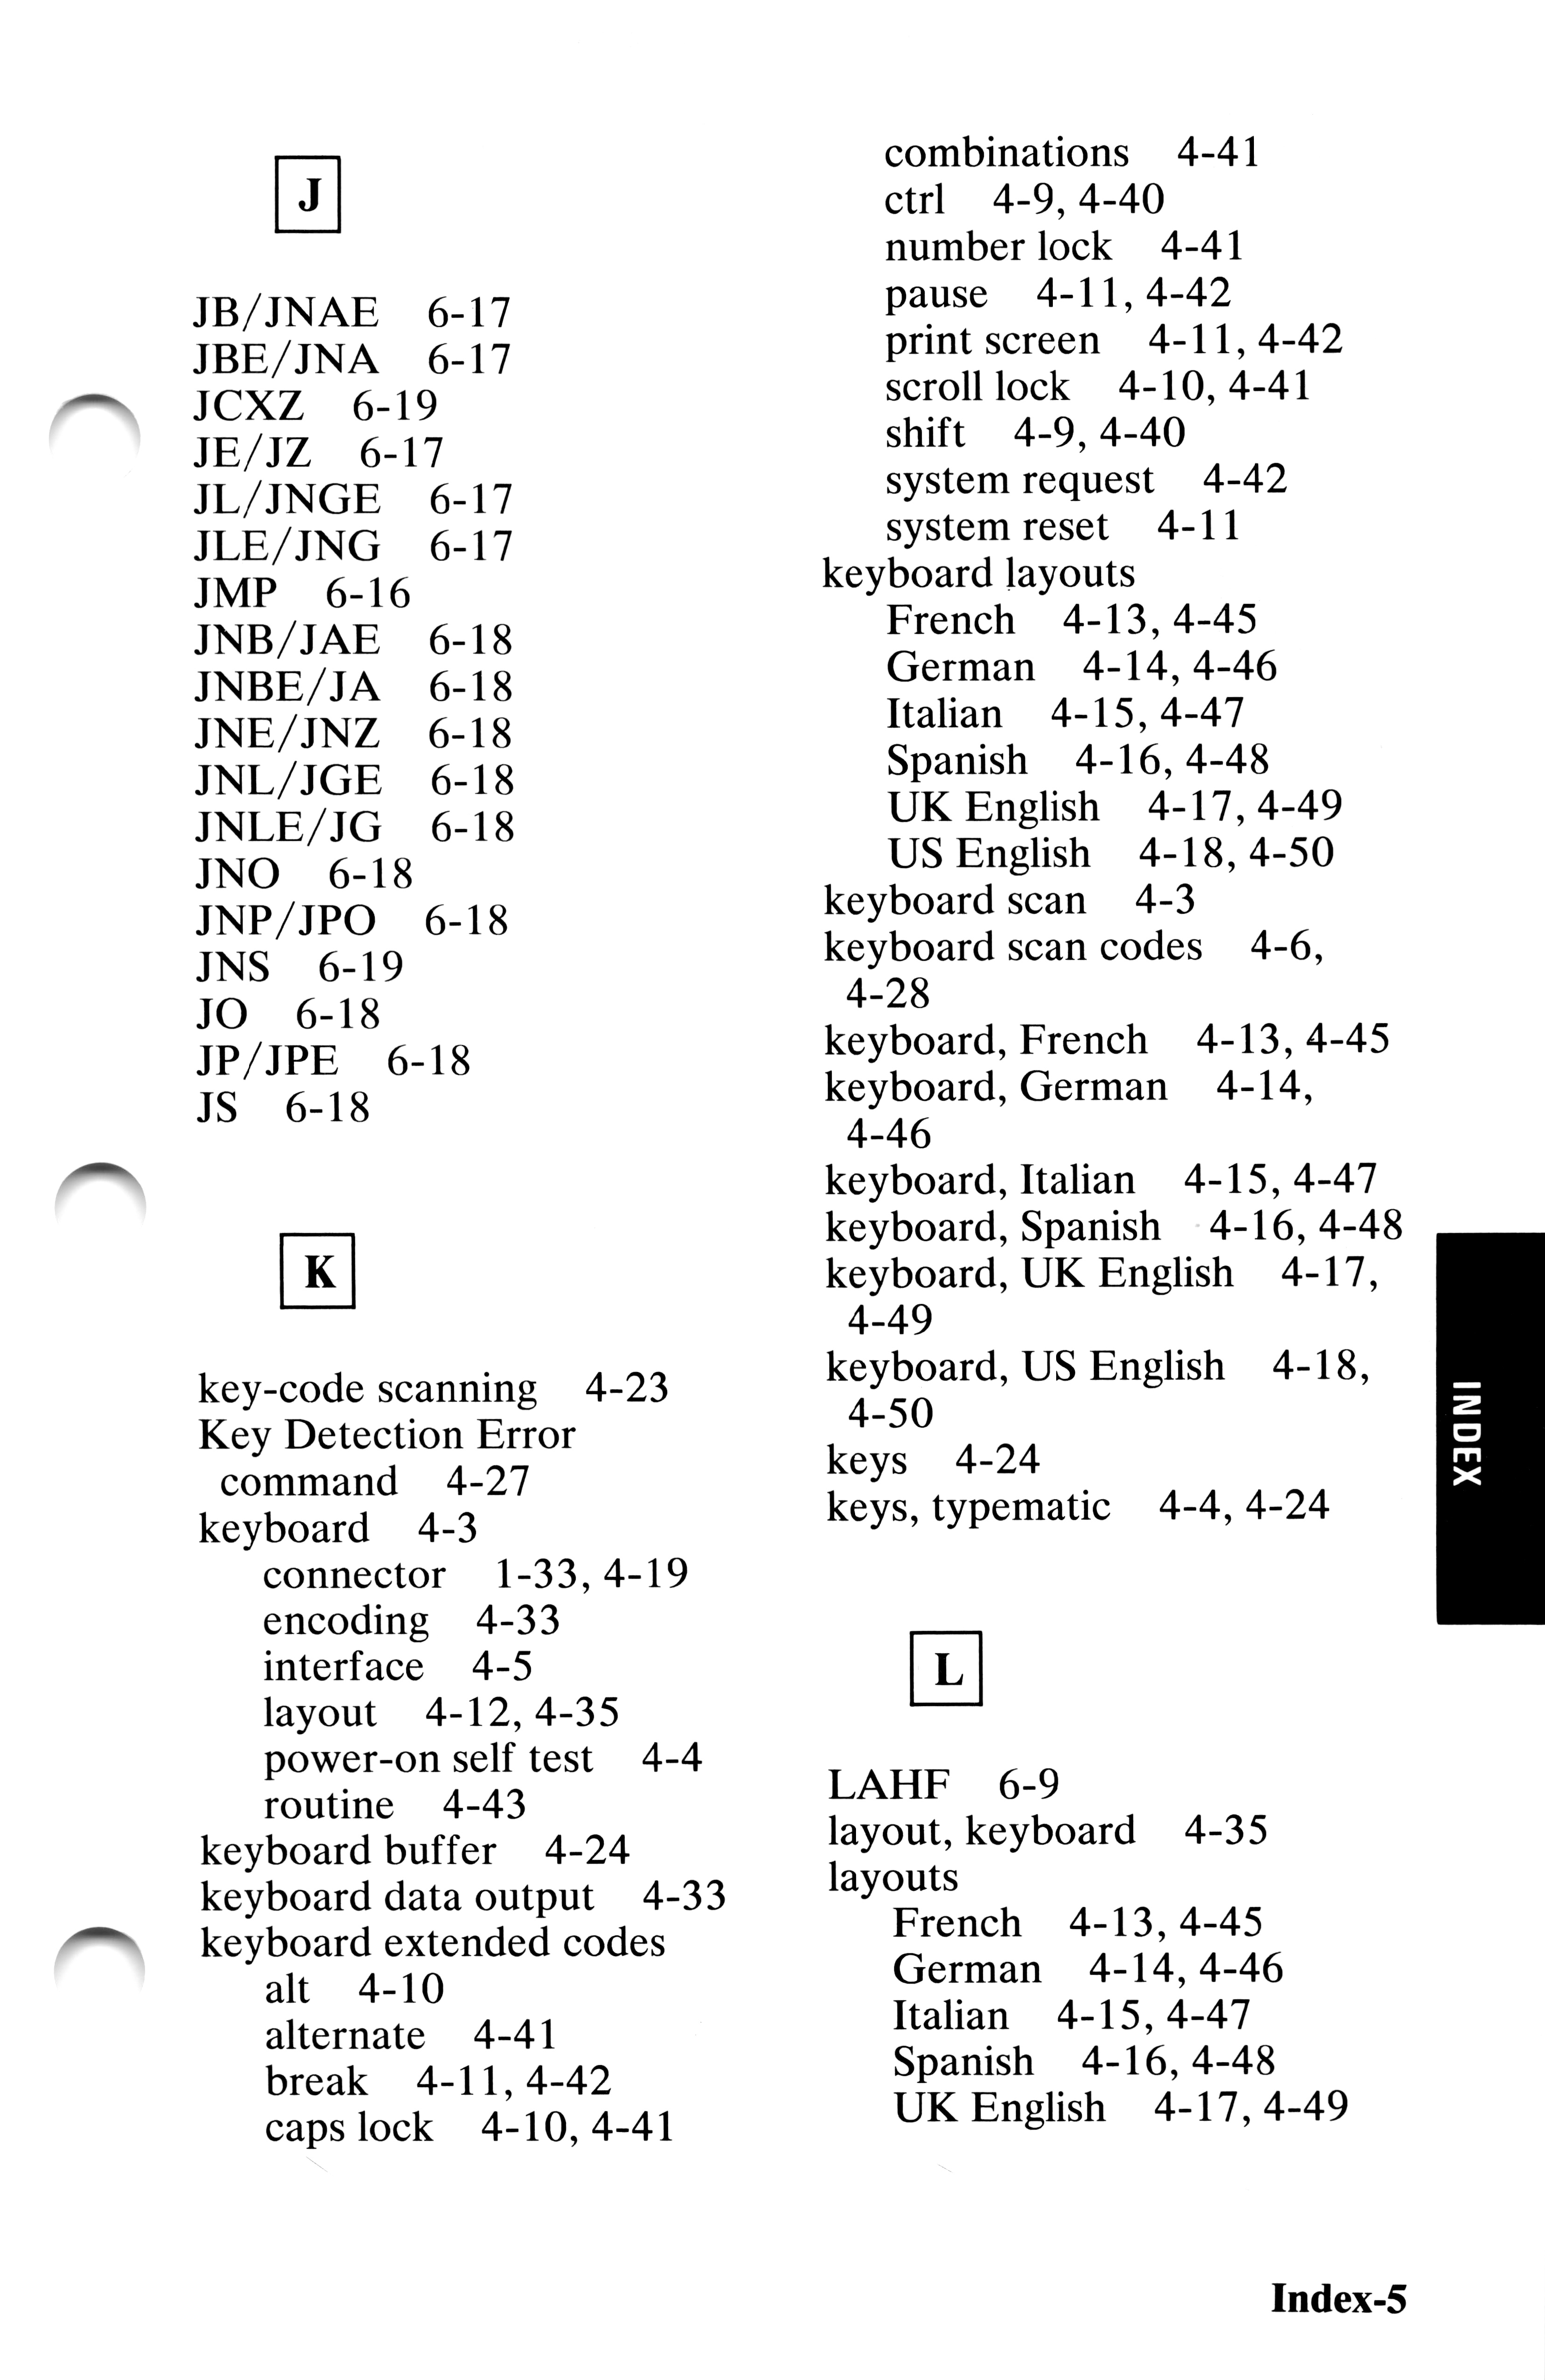 J
JB/JNAE 6-17
JBE/JNA 6-17
JCXZ 6-19
JE/JZ 6-17
JL/JNGE 6-17
JLE/JNG 6-17
JMP 6-16
JNB/JAE 6-18
JNBE/JA 6-18
JNE/JNZ 6-18
JNL/JGE 6-18
JNLE/JG 6-18
JNO 6-18
JNP/JPO 6-18
JNS 6-19
JO 6-18
JP/JPE 6-18
JS 6-18
K
key-code scanning 4-23
Key Detection Error
command 4-27
keyboard 4-3
connector 1-33, 4-19
encoding 4-33
interface 4-5
layout 4-12, 4-35
power-on self test 4-4
routine 4-43
keyboard buffer 4-24
keyboard data output 4-33
keyboard extended codes
alt 4-10
alternate 4-41
break 4-11, 4-42
caps lock 4-10, 4-41
combinations 4-41
ctrl 4-9, 4-40
number lock 4-41
pause 4-11, 4-42
print screen 4-11, 4-42
scroll lock 4-10, 4-41
shift 4-9, 4-40
system request 4-42
system reset 4-11
keyboard layouts
French 4-13, 4-45
German 4-14, 4-46
Italian 4-15, 4-47
Spanish 4-16, 4-48
UK English 4-17, 4-49
US English 4-18, 4-50
keyboard scan 4-3
keyboard scan codes 4-6,
4-28
keyboard, French 4-13, 4-45
keyboard, German 4-14,
4-46
keyboard, Italian 4-15, 4-47
keyboard, Spanish 4-16, 4-48
keyboard, UK English 4-17,
4-49
keyboard, US English 4-18,
4-50
keys 4-24
keys, typematic 4-4, 4-24
L
LAHF 6-9
layout, keyboard 4-35
layouts
French 4-13, 4-45
German 4-14, 4-46
Italian 4-15, 4-47
Spanish 4-16, 4-48
UK English 4-17, 4-49
INDEX
Index-5